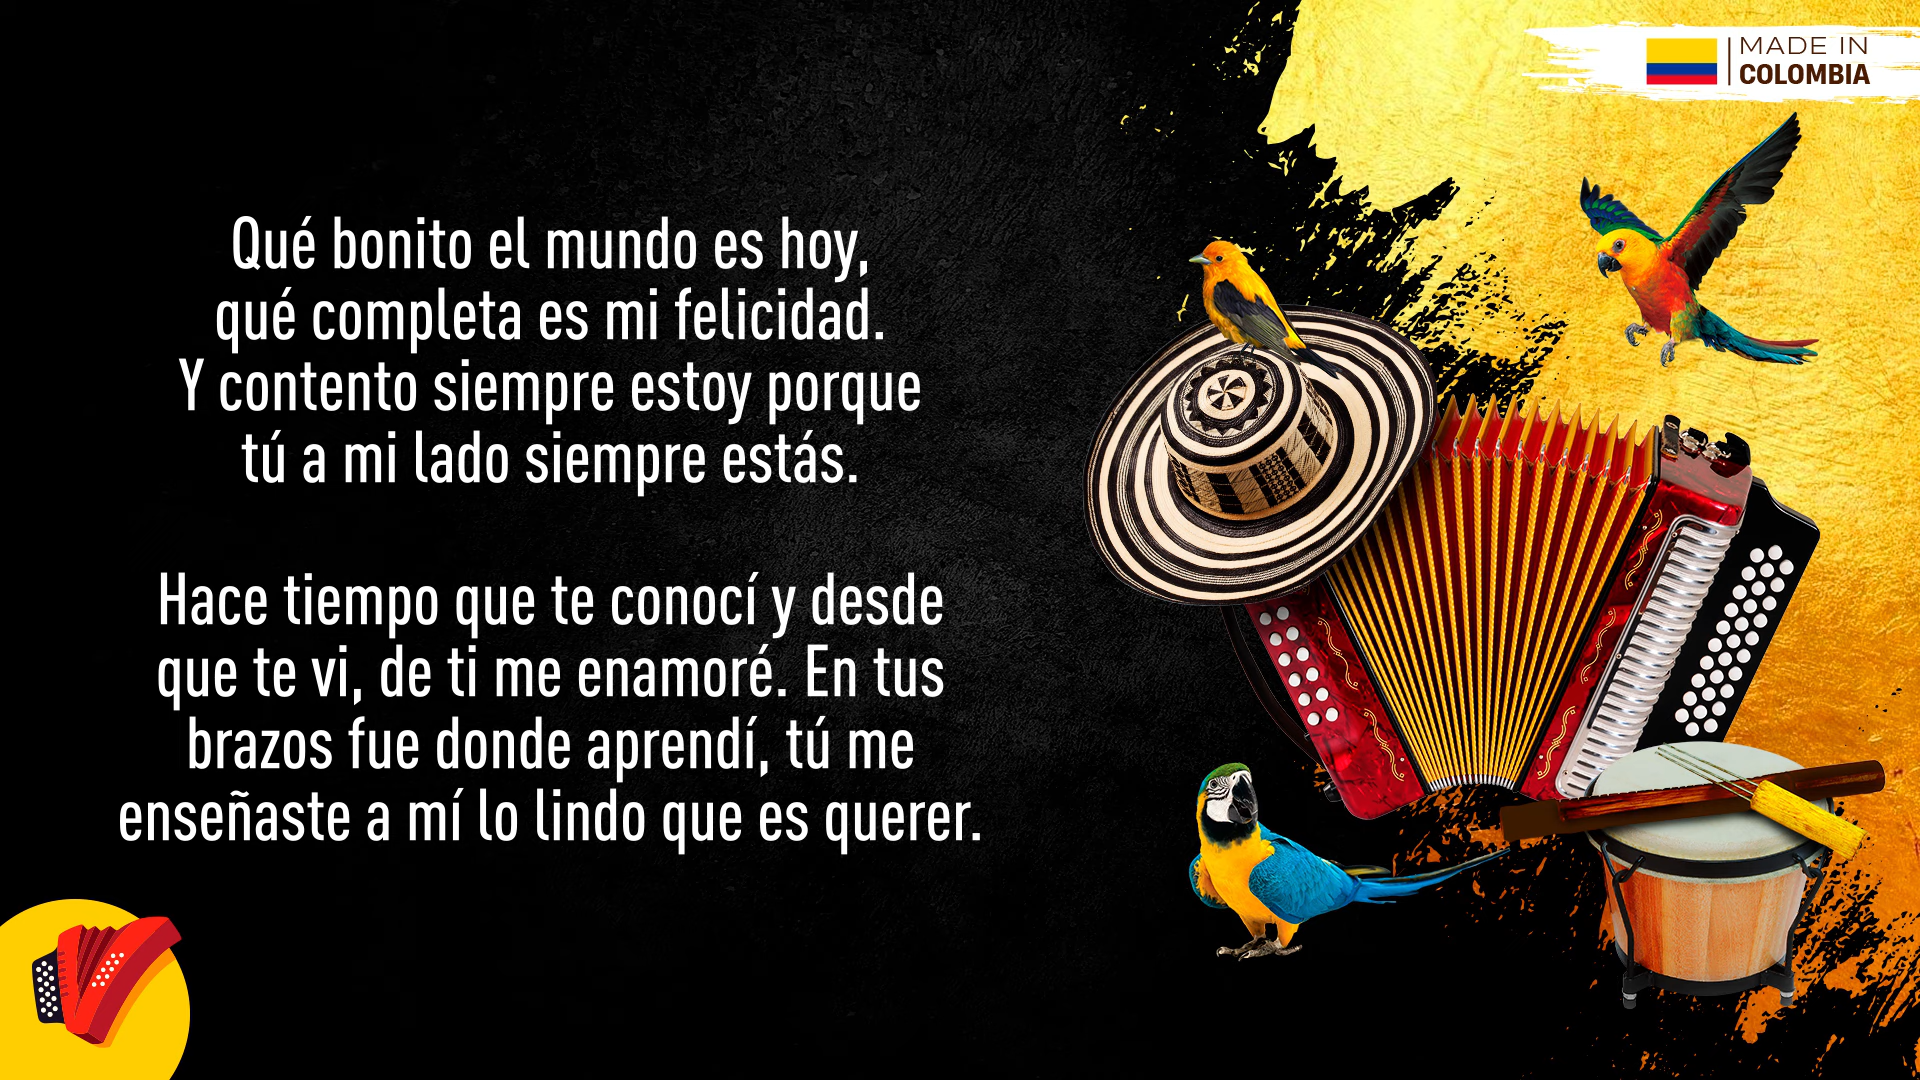 MADE IN
COLOMBIA
Qué bonito el mundo es hoy,
qué completa es mi felicidad.
Y contento siempre estoy porque
tú a mi lado siempre estás.
Hace tiempo que te conocí y desde
que te vi, de ti me enamoré. En tus
brazos fue donde aprendí, tú me
enseñaste a mí lo lindo que es querer.